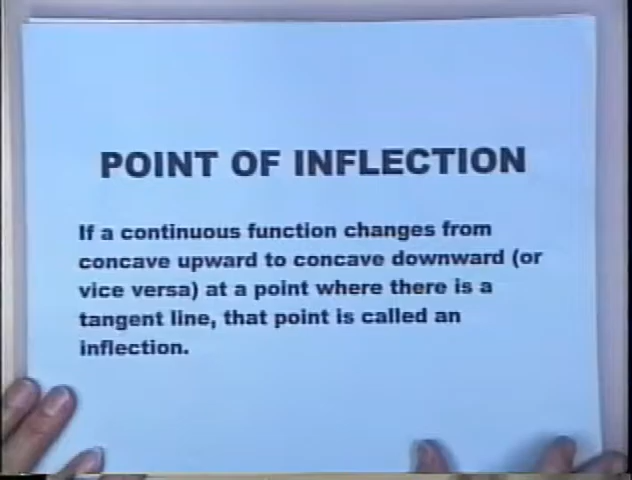 POINT OF INFLECTION
If a continuous function changes from
concave upward to concave downward (or
vice versa) at a point where there is a
tangent line, that point is called an
inflection.